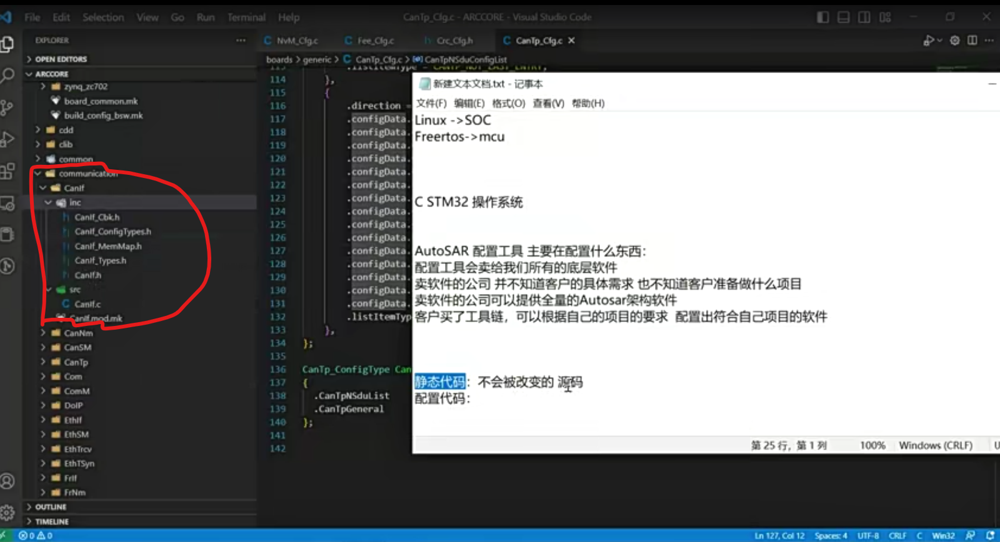 File Edit Selection View Go Run Terminal Help
CanTp_Cfg.c - ARCCORE - Visual Studio Code
EXPLORER
OPEN EDITORS
ARCCORE
zynq_zc702
board_common.mk
build_config_bsw.mk
cdd
clib
common
communication
CanIf
inc
CanIf_Cbk.h
CanIf_ConfigTypes.h
CanIf_MemMap.h
CanIf_Types.h
CanIf.h
src
CanIf.c
CanIf.mod.mk
CanNm
CanSM
CanTp
Com
ComM
DoIP
EthIf
EthSM
EthTrcv
EthTSyn
FrIf
FrNm
OUTLINE
TIMELINE
NvM_Cfg.c Fee_Cfg.c Crc_Cfg.h CanTp_Cfg.c
boards > generic > CanTp_Cfg.c > CanTpNSduConfigList
113 .listItemType = CANTP_NOT_LAST_ENTRY,
114 },
115 {
116 .direction =
117 .configData.
118 .configData.
119 .configData.
120 .configData.
121 .configData.
122 .configData.
123 .configData.
124 .configData.
125 .configData.
126 .configData.
127 .configData.
128 .configData.
129 .configData.
130 .configData.
131 .configData.
132 .listItemTyp
133 },
134 };
135
136 CanTp_ConfigType Can
137 {
138 .CanTpNSduList
139 .CanTpGeneral
140 };
141
142
新建文本文档.txt - 记事本
文件(F) 编辑(E) 格式(O) 查看(V) 帮助(H)
Linux ->SOC
Freertos->mcu
C STM32 操作系统
AutoSAR 配置工具 主要在配置什么东西：
配置工具会卖给我们所有的底层软件
卖软件的公司 并不知道客户的具体需求 也不知道客户准备做什么项目
卖软件的公司可以提供全量的Autosar架构软件
客户买了工具链，可以根据自己的项目的要求 配置出符合自己项目的软件
静态代码：不会被改变的 源码
配置代码：
第 25 行，第 1 列 100% Windows (CRLF) U
0 0 Ln 127, Col 12 Spaces: 4 UTF-8 CRLF C Win32